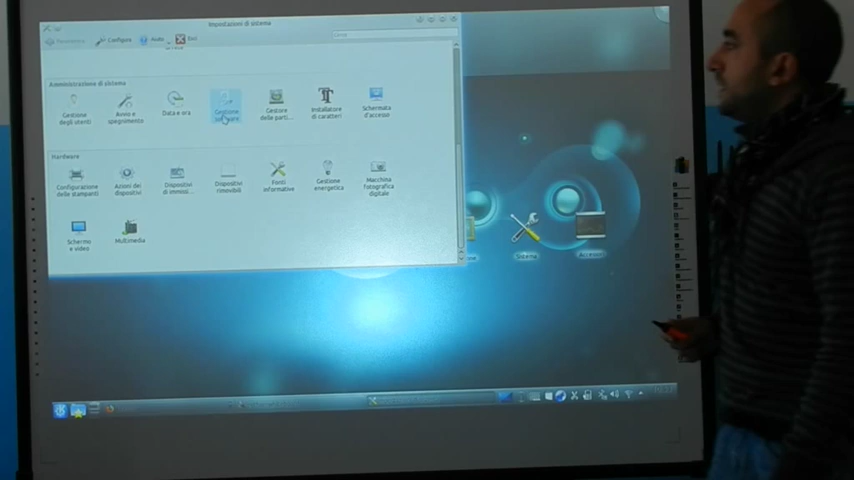 Impostazioni di sistema
Configura Aiuto Esci
Amministrazione di sistema
Gestione degli utenti
Avvio e spegnimento
Data e ora
Gestione software
Gestore delle parti...
Installatore di caratteri
Schermata d'accesso
Hardware
Configurazione delle stampanti
Azioni dei dispositivi
Dispositivi di immissi...
Dispositivi rimovibili
Fonti informative
Gestione energetica
Macchina fotografica digitale
Schermo e video
Multimedia
Sistema